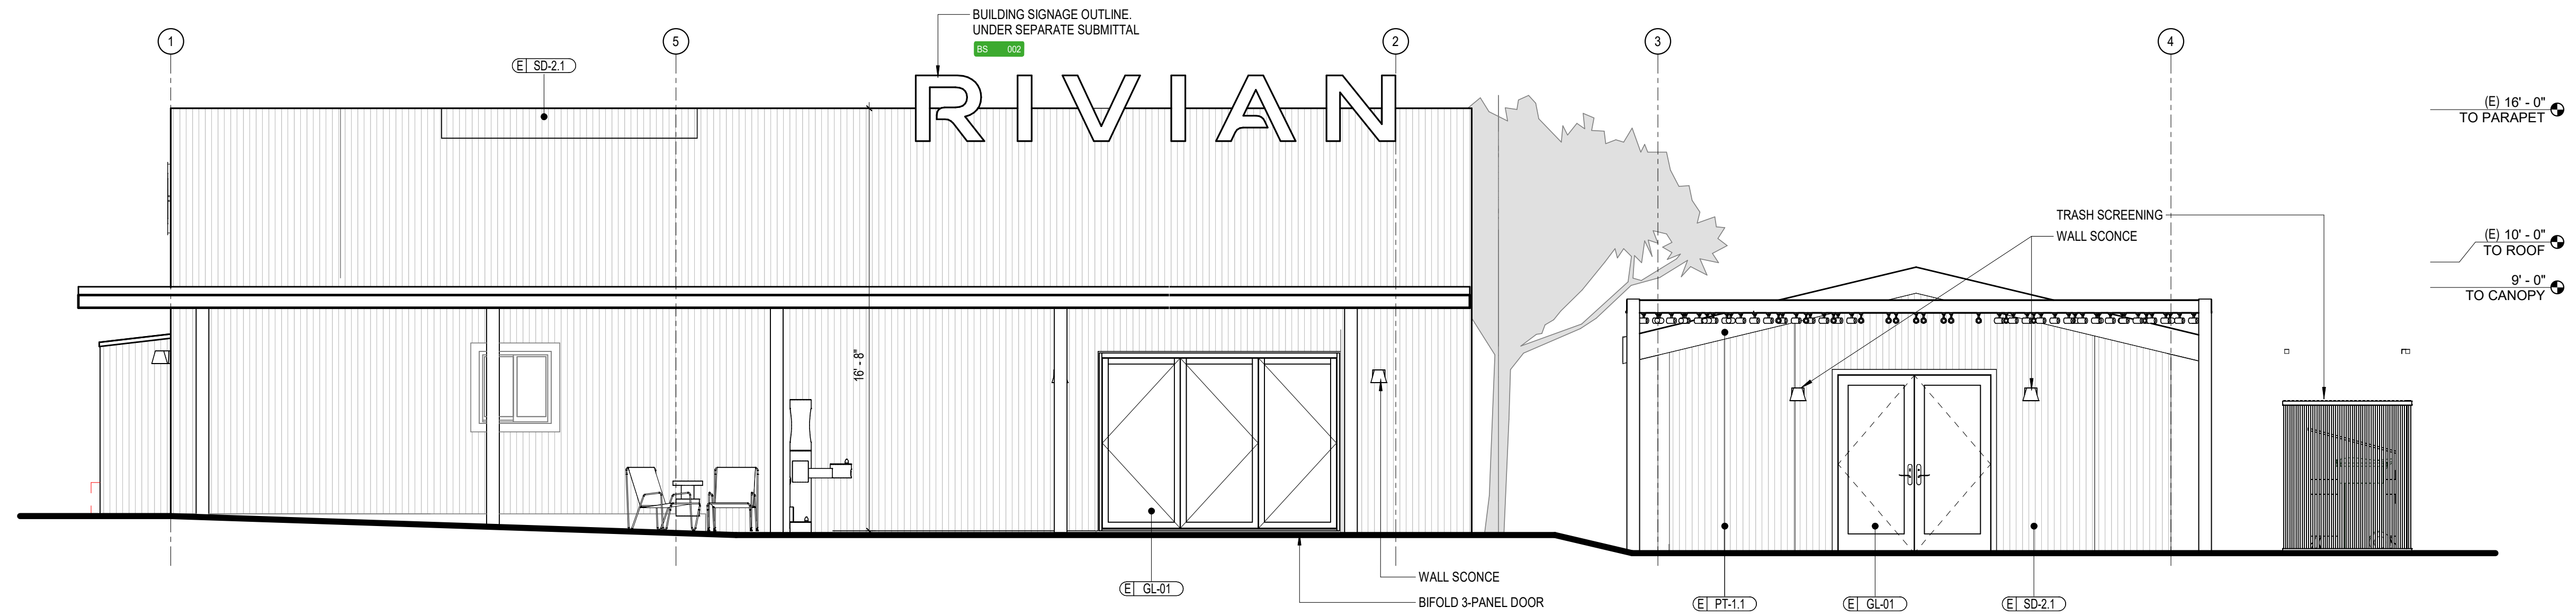 BUILDING SIGNAGE OUTLINE.
UNDER SEPARATE SUBMITTAL
BS 002
1
5
2
3
4
E SD-2.1
RIVIAN
(E) 16' - 0"
TO PARAPET
TRASH SCREENING
WALL SCONCE
(E) 10' - 0"
TO ROOF
9' - 0"
TO CANOPY
16' - 8"
WALL SCONCE
BIFOLD 3-PANEL DOOR
E GL-01
E PT-1.1
E GL-01
E SD-2.1